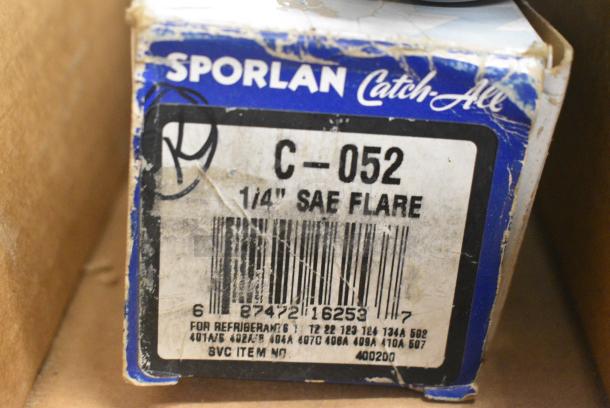 SPORLAN Catch-All
C-052
1/4" SAE FLARE
6 87472 16253 7
FOR REFRIGERANTS 12 22 123 124 134A 502
401A/B 402A/B 404A 407C 408A 409A 410A 507
SVC ITEM NO. 400200